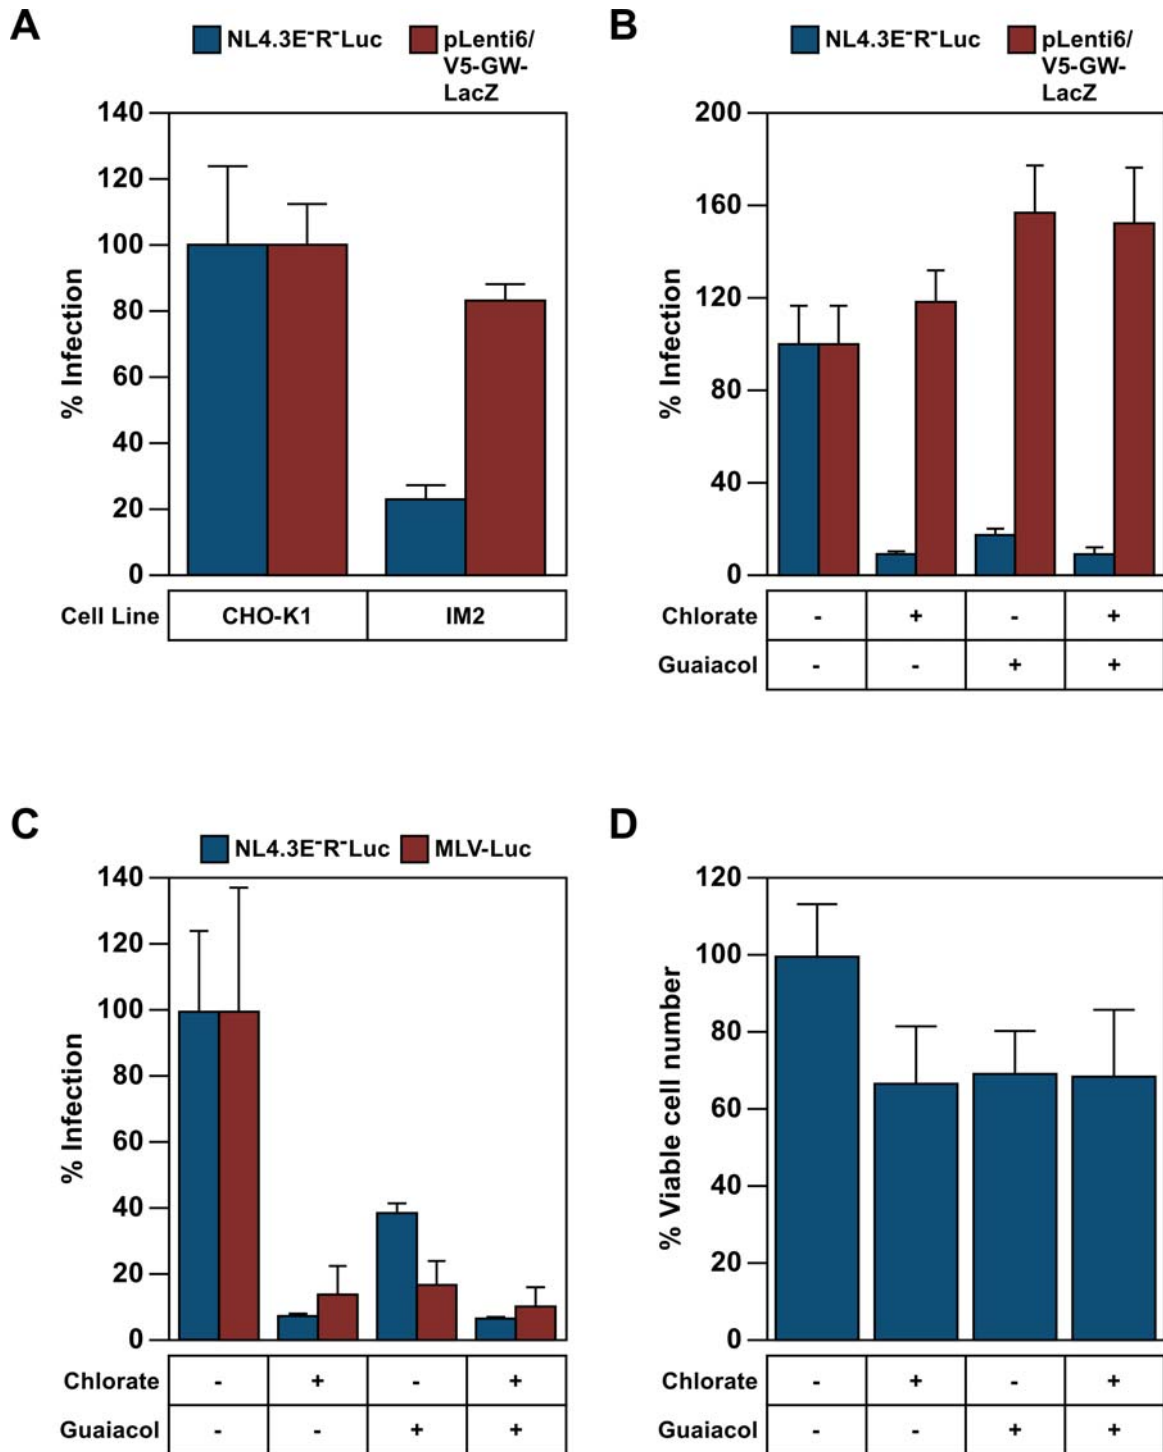 A
NL4.3E-R-Luc
pLenti6/
V5-GW-
LacZ
% Infection
140
120
100
80
60
40
20
0
Cell Line CHO-K1 IM2
B
NL4.3E-R-Luc
pLenti6/
V5-GW-
LacZ
% Infection
200
160
120
80
40
0
Chlorate - + - +
Guaiacol - - + +
C
NL4.3E-R-Luc MLV-Luc
% Infection
140
120
100
80
60
40
20
0
Chlorate - + - +
Guaiacol - - + +
D
% Viable cell number
120
100
80
60
40
20
0
Chlorate - + - +
Guaiacol - - + +